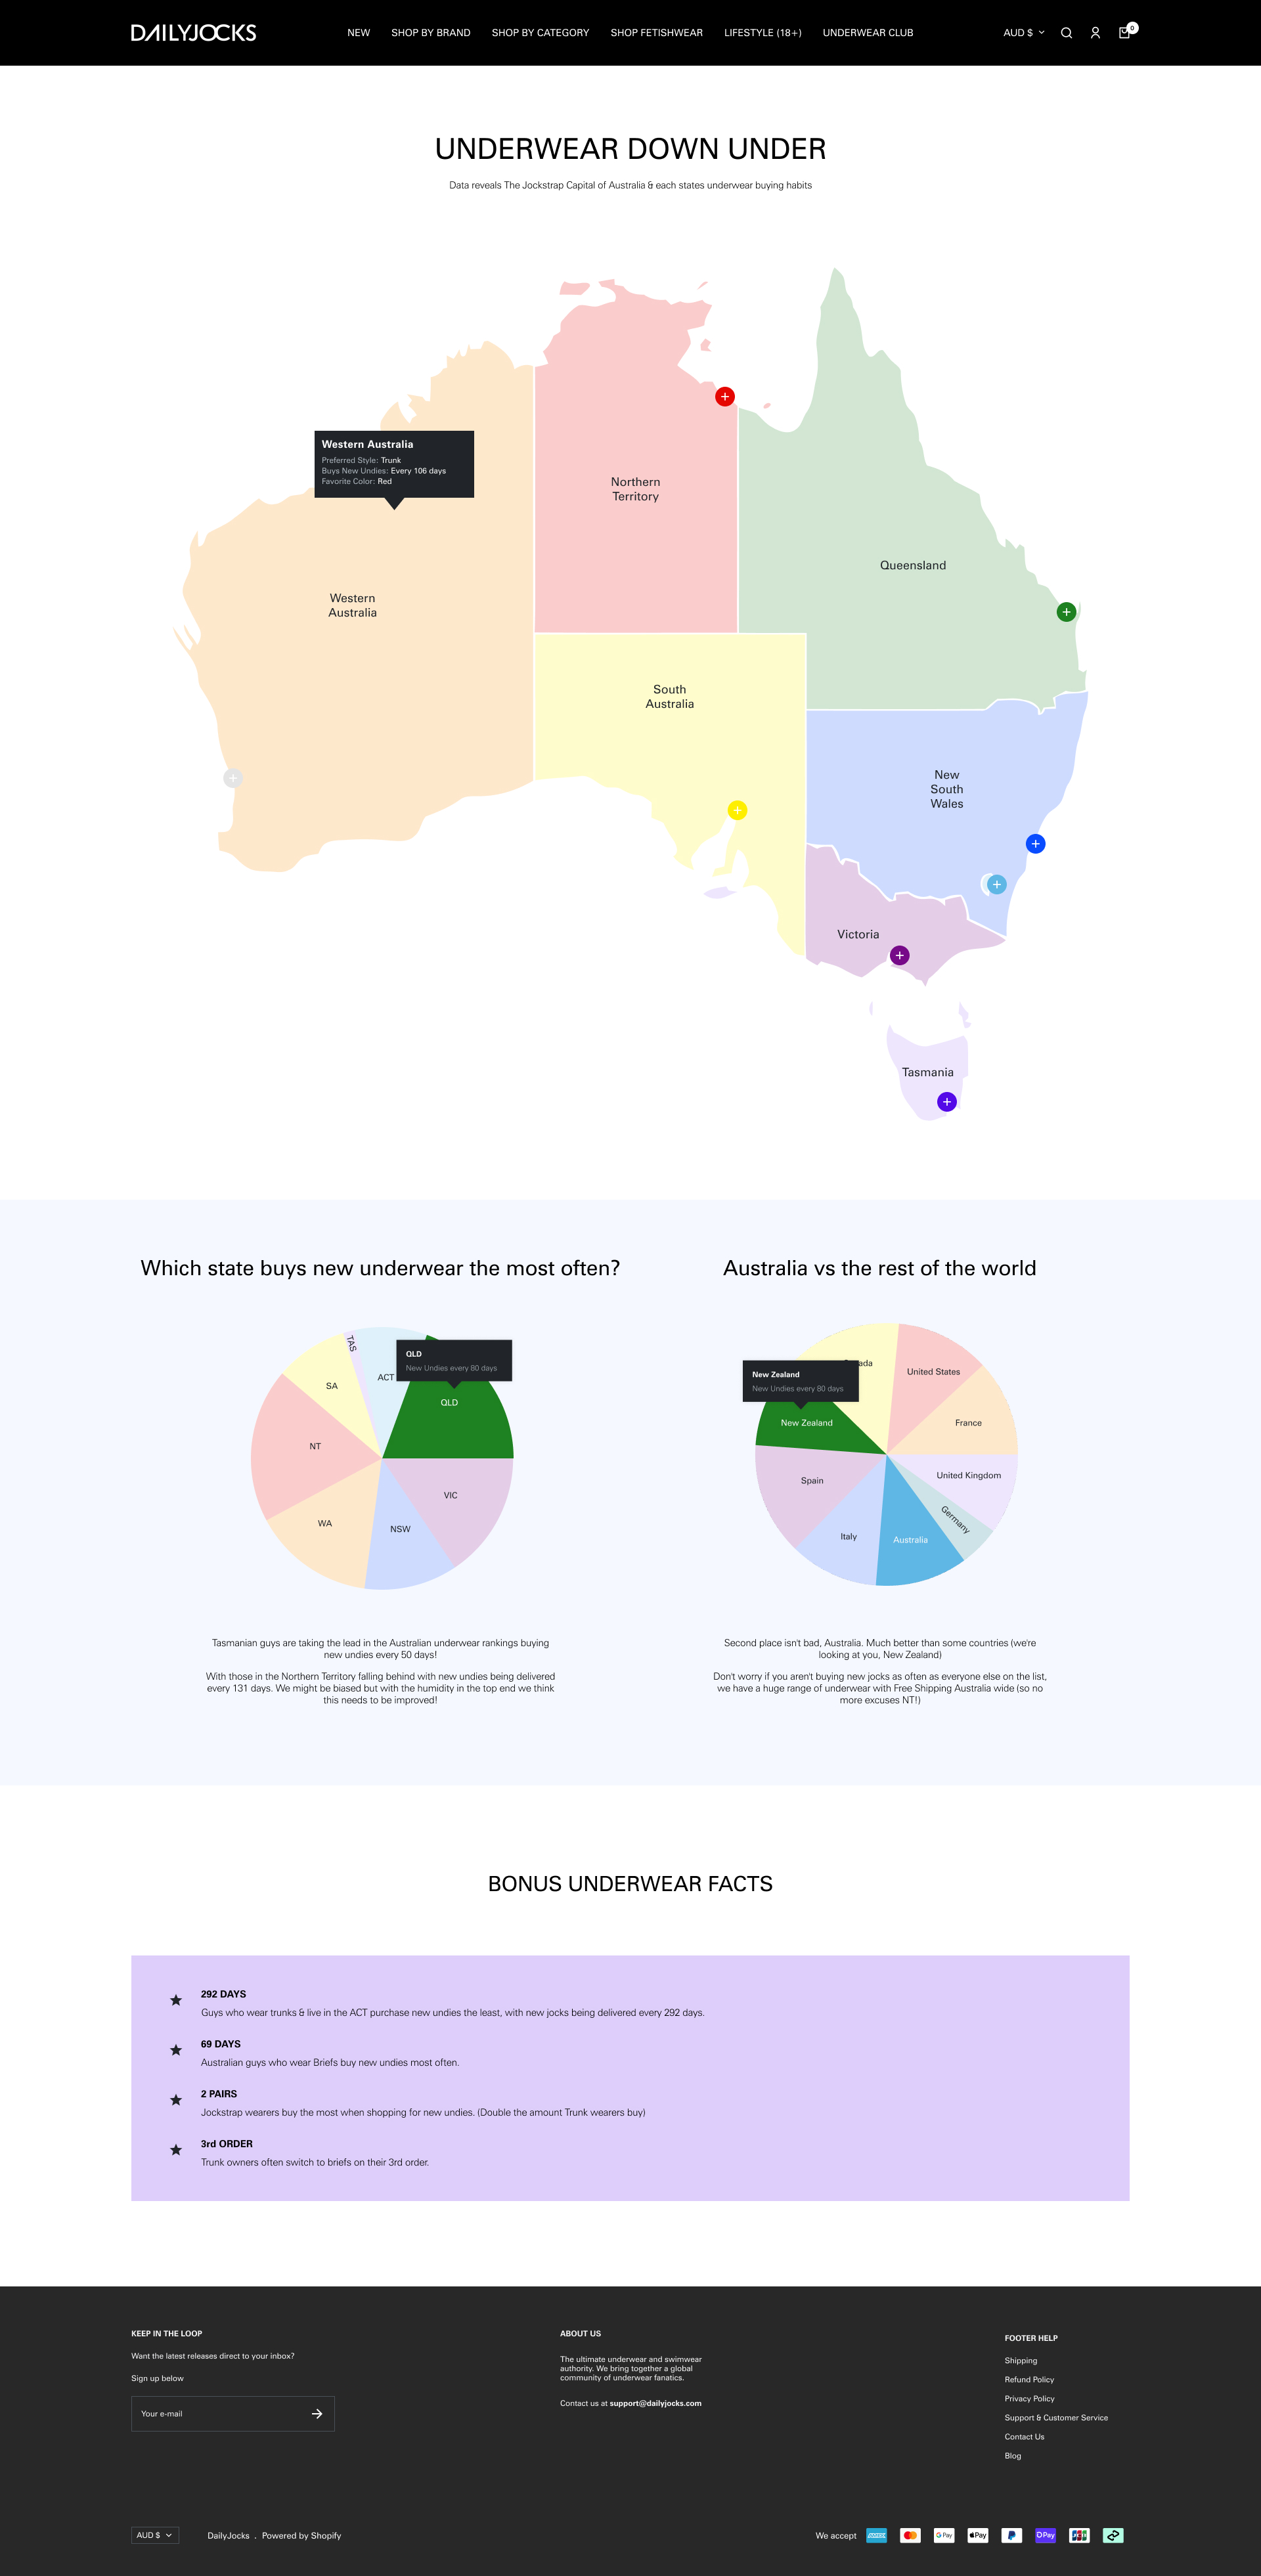 DAILYJOCKS
NEW SHOP BY BRAND SHOP BY CATEGORY SHOP FETISHWEAR LIFESTYLE (18+) UNDERWEAR CLUB
AUD $
0
UNDERWEAR DOWN UNDER
Data reveals The Jockstrap Capital of Australia & each states underwear buying habits
Western Australia
Preferred Style: Trunk
Buys New Undies: Every 106 days
Favorite Color: Red
Northern
Territory
Queensland
Western
Australia
South
Australia
New
South
Wales
Victoria
Tasmania
Which state buys new underwear the most often?
QLD
New Undies every 80 days
TAS
ACT
SA
QLD
NT
VIC
WA
NSW
Tasmanian guys are taking the lead in the Australian underwear rankings buying
new undies every 50 days!
With those in the Northern Territory falling behind with new undies being delivered
every 131 days. We might be biased but with the humidity in the top end we think
this needs to be improved!
Australia vs the rest of the world
ada
United States
New Zealand
New Undies every 80 days
New Zealand
France
Spain
United Kingdom
Germany
Italy
Australia
Second place isn't bad, Australia. Much better than some countries (we're
looking at you, New Zealand)
Don't worry if you aren't buying new jocks as often as everyone else on the list,
we have a huge range of underwear with Free Shipping Australia wide (so no
more excuses NT!)
BONUS UNDERWEAR FACTS
292 DAYS
Guys who wear trunks & live in the ACT purchase new undies the least, with new jocks being delivered every 292 days.
69 DAYS
Australian guys who wear Briefs buy new undies most often.
2 PAIRS
Jockstrap wearers buy the most when shopping for new undies. (Double the amount Trunk wearers buy)
3rd ORDER
Trunk owners often switch to briefs on their 3rd order.
KEEP IN THE LOOP
Want the latest releases direct to your inbox?
Sign up below
Your e-mail
ABOUT US
The ultimate underwear and swimwear
authority. We bring together a global
community of underwear fanatics.
Contact us at support@dailyjocks.com
FOOTER HELP
Shipping
Refund Policy
Privacy Policy
Support & Customer Service
Contact Us
Blog
AUD $
DailyJocks . Powered by Shopify
We accept
AMEX
G Pay
Pay
Pay
JCB